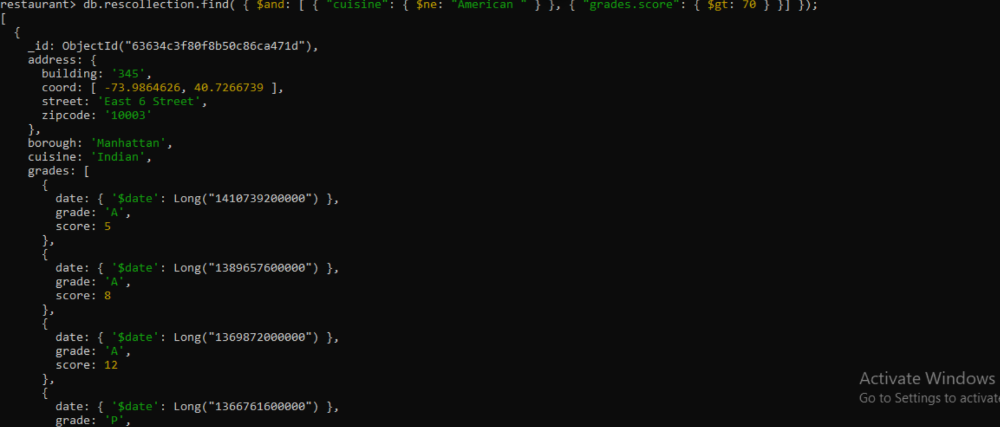 restaurant> db.rescollection.find( { $and: [ { "cuisine": { $ne: "American " } }, { "grades.score": { $gt: 70 } }] });
[
  {
    _id: ObjectId("63634c3f80f8b50c86ca471d"),
    address: {
      building: '345',
      coord: [ -73.9864626, 40.7266739 ],
      street: 'East 6 Street',
      zipcode: '10003'
    },
    borough: 'Manhattan',
    cuisine: 'Indian',
    grades: [
      {
        date: { '$date': Long("1410739200000") },
        grade: 'A',
        score: 5
      },
      {
        date: { '$date': Long("1389657600000") },
        grade: 'A',
        score: 8
      },
      {
        date: { '$date': Long("1369872000000") },
        grade: 'A',
        score: 12
      },
      {
        date: { '$date': Long("1366761600000") },
        grade: 'P',
Activate Windows
Go to Settings to activate